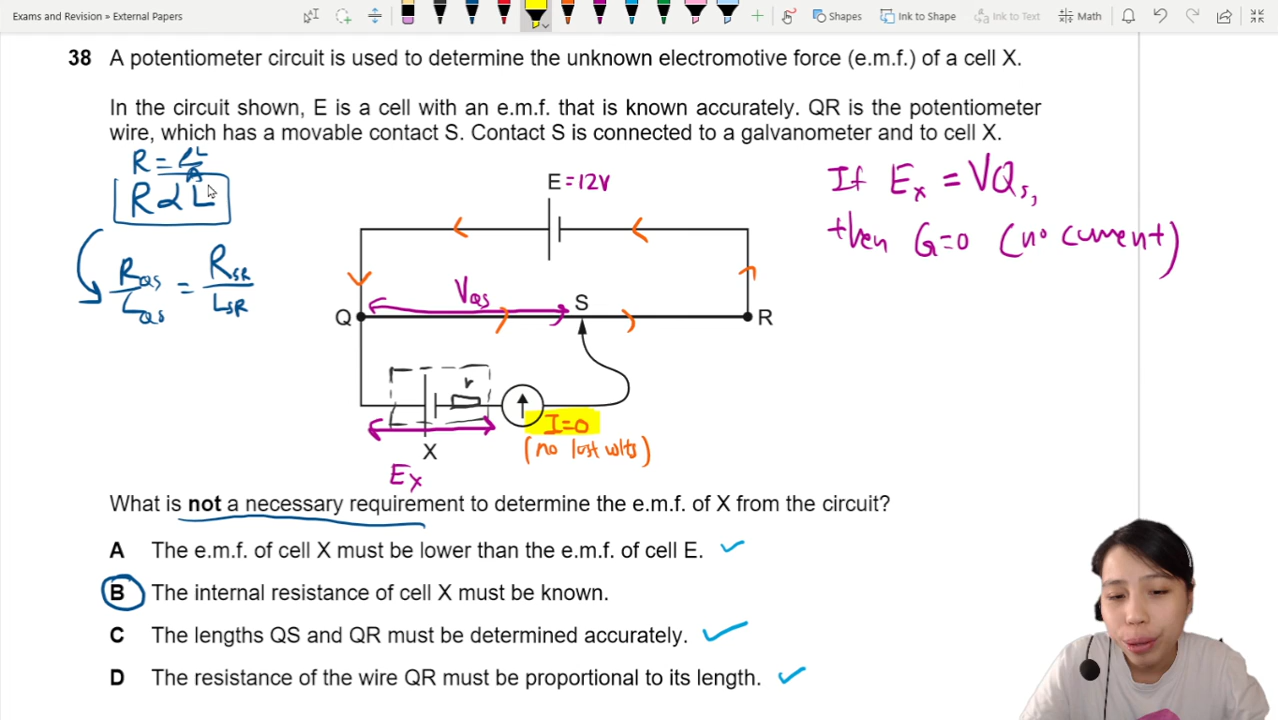 Exams and Revision » External Papers
Shapes
Ink to Shape
Ink to Text
Math
38 A potentiometer circuit is used to determine the unknown electromotive force (e.m.f.) of a cell X.
In the circuit shown, E is a cell with an e.m.f. that is known accurately. QR is the potentiometer
wire, which has a movable contact S. Contact S is connected to a galvanometer and to cell X.
R = ρL/A
R ∝ L
R_QS/L_QS = R_SR/L_SR
E = 12V
If Eₓ = VQs,
then G=0 (no current)
V_QS
S
Q
R
r
I=0
(no lost volts)
X
Eₓ
What is not a necessary requirement to determine the e.m.f. of X from the circuit?
A The e.m.f. of cell X must be lower than the e.m.f. of cell E.
B The internal resistance of cell X must be known.
C The lengths QS and QR must be determined accurately.
D The resistance of the wire QR must be proportional to its length.